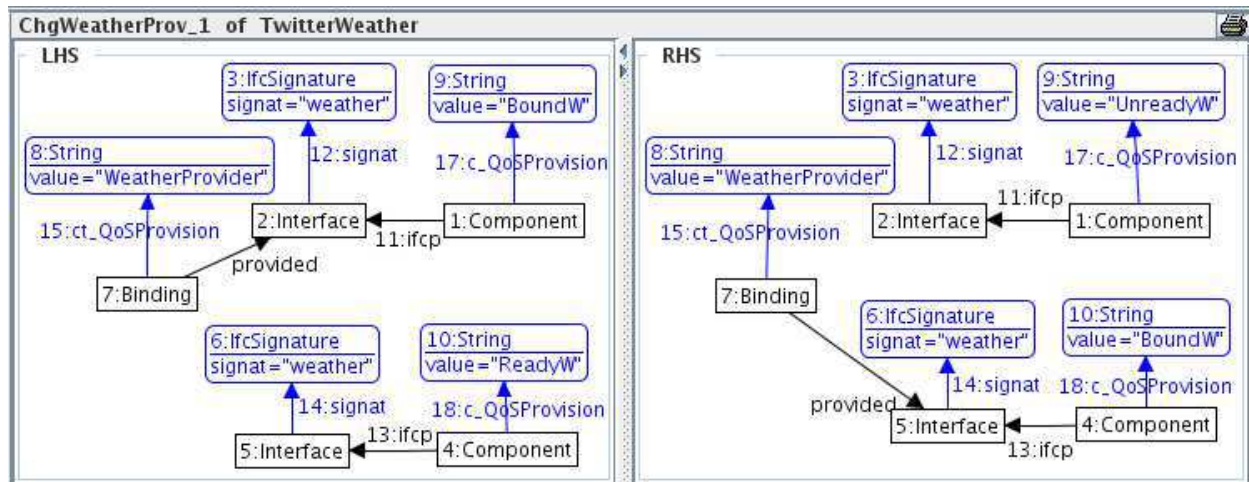 ChgWeatherProv_1 of TwitterWeather
LHS
3:IfcSignature
signat="weather"
9:String
value="BoundW"
8:String
value="WeatherProvider"
12:signat
17:c_QoSProvision
15:ct_QoSProvision
2:Interface
11:ifcp
1:Component
provided
7:Binding
6:IfcSignature
signat="weather"
10:String
value="ReadyW"
14:signat
18:c_QoSProvision
13:ifcp
5:Interface
4:Component
RHS
3:IfcSignature
signat="weather"
9:String
value="UnreadyW"
8:String
value="WeatherProvider"
12:signat
17:c_QoSProvision
15:ct_QoSProvision
2:Interface
11:ifcp
1:Component
7:Binding
6:IfcSignature
signat="weather"
10:String
value="BoundW"
14:signat
18:c_QoSProvision
provided
5:Interface
13:ifcp
4:Component